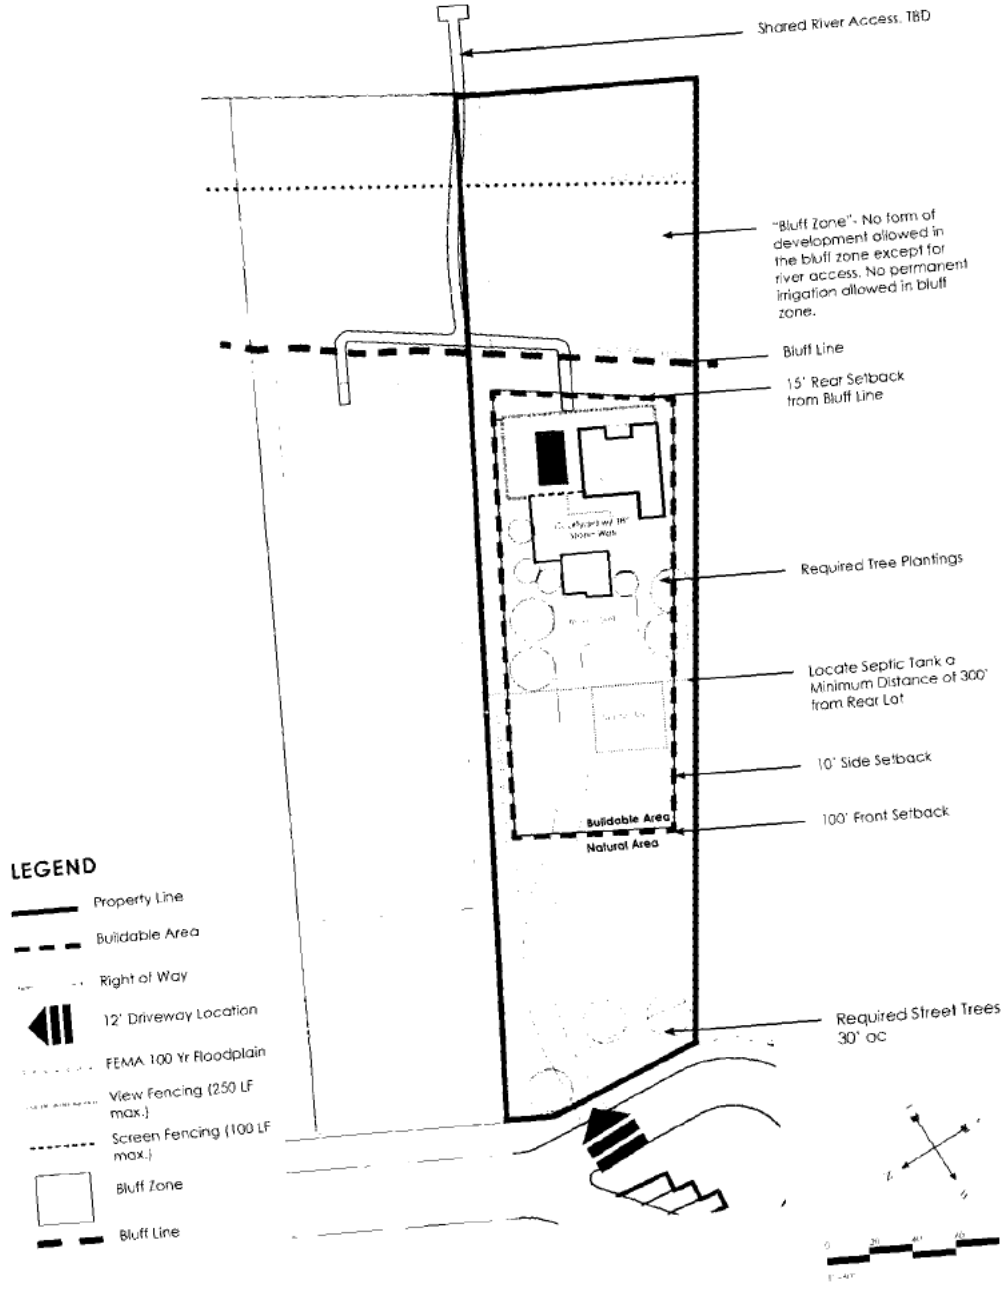 Shared River Access. TBD
"Bluff Zone"- No form of
development allowed in
the bluff zone except for
river access. No permanent
irrigation allowed in bluff
zone.
Bluff Line
15' Rear Setback
from Bluff Line
Required Tree Plantings
Locate Septic Tank a
Minimum Distance of 300'
from Rear Lot
10' Side Setback
100' Front Setback
Buildable Area
Natural Area
Required Street Trees
30' oc
LEGEND
Property Line
Buildable Area
Right of Way
12' Driveway Location
FEMA 100 Yr Floodplain
View Fencing (250 LF
max.)
Screen Fencing (100 LF
max.)
Bluff Zone
Bluff Line